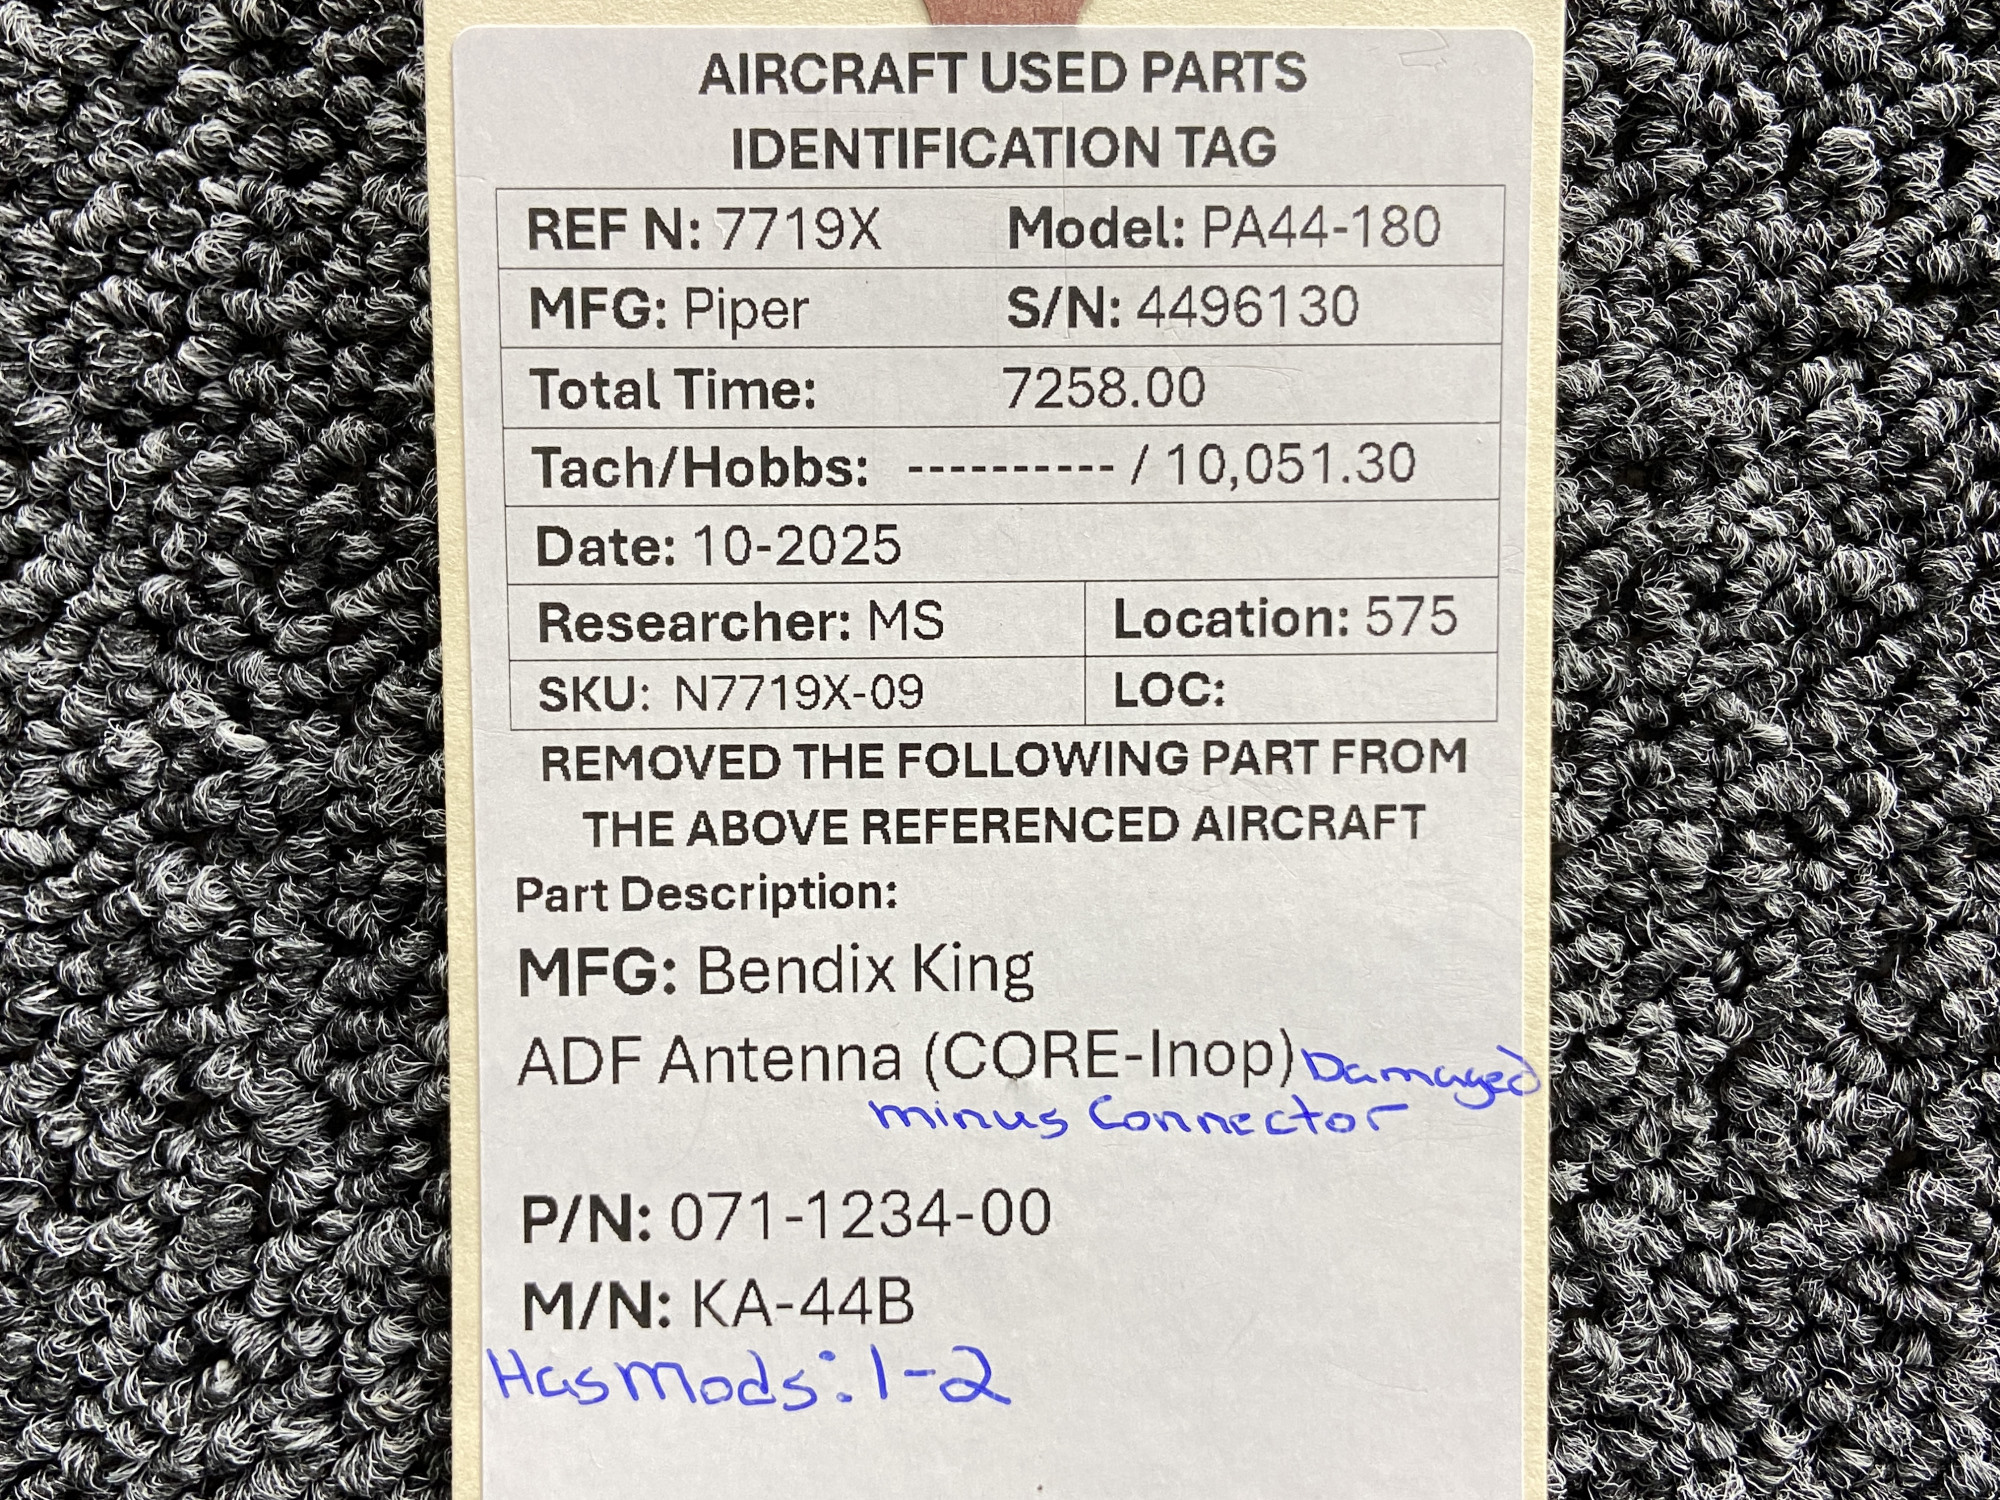 AIRCRAFT USED PARTS
IDENTIFICATION TAG
REF N: 7719X Model: PA44-180
MFG: Piper S/N: 4496130
Total Time: 7258.00
Tach/Hobbs: ---------- / 10,051.30
Date: 10-2025
Researcher: MS Location: 575
SKU: N7719X-09 LOC:
REMOVED THE FOLLOWING PART FROM
THE ABOVE REFERENCED AIRCRAFT
Part Description:
MFG: Bendix King
ADF Antenna (CORE-Inop) Damaged
minus Connector
P/N: 071-1234-00
M/N: KA-44B
Has Mods: 1-2